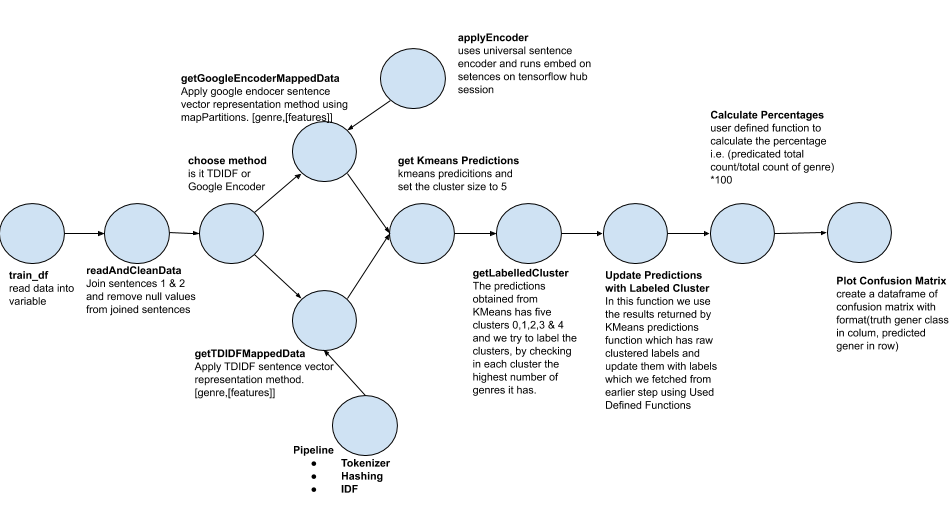 applyEncoder
uses universal sentence
encoder and runs embed on
setences on tensorflow hub
session
getGoogleEncoderMappedData
Apply google endocer sentence
vector representation method using
mapPartitions. [genre,[features]]
Calculate Percentages
user defined function to
calculate the percentage
i.e. (predicated total
count/total count of genre)
*100
choose method
is it TDIDF or
Google Encoder
get Kmeans Predictions
kmeans predicitions and
set the cluster size to 5
train_df
read data into
variable
readAndCleanData
Join sentences 1 & 2
and remove null values
from joined sentences
getLabelledCluster
The predictions
obtained from
KMeans has five
clusters 0,1,2,3 & 4
and we try to label the
clusters, by checking
in each cluster the
highest number of
genres it has.
Update Predictions
with Labeled Cluster
In this function we use
the results returned by
KMeans predictions
function which has raw
clustered labels and
update them with labels
which we fetched from
earlier step using Used
Defined Functions
Plot Confusion Matrix
create a dataframe of
confusion matrix with
format(truth gener class
in colum, predicted
gener in row)
getTDIDFMappedData
Apply TDIDF sentence vector
representation method.
[genre,[features]]
Pipeline
● Tokenizer
● Hashing
● IDF